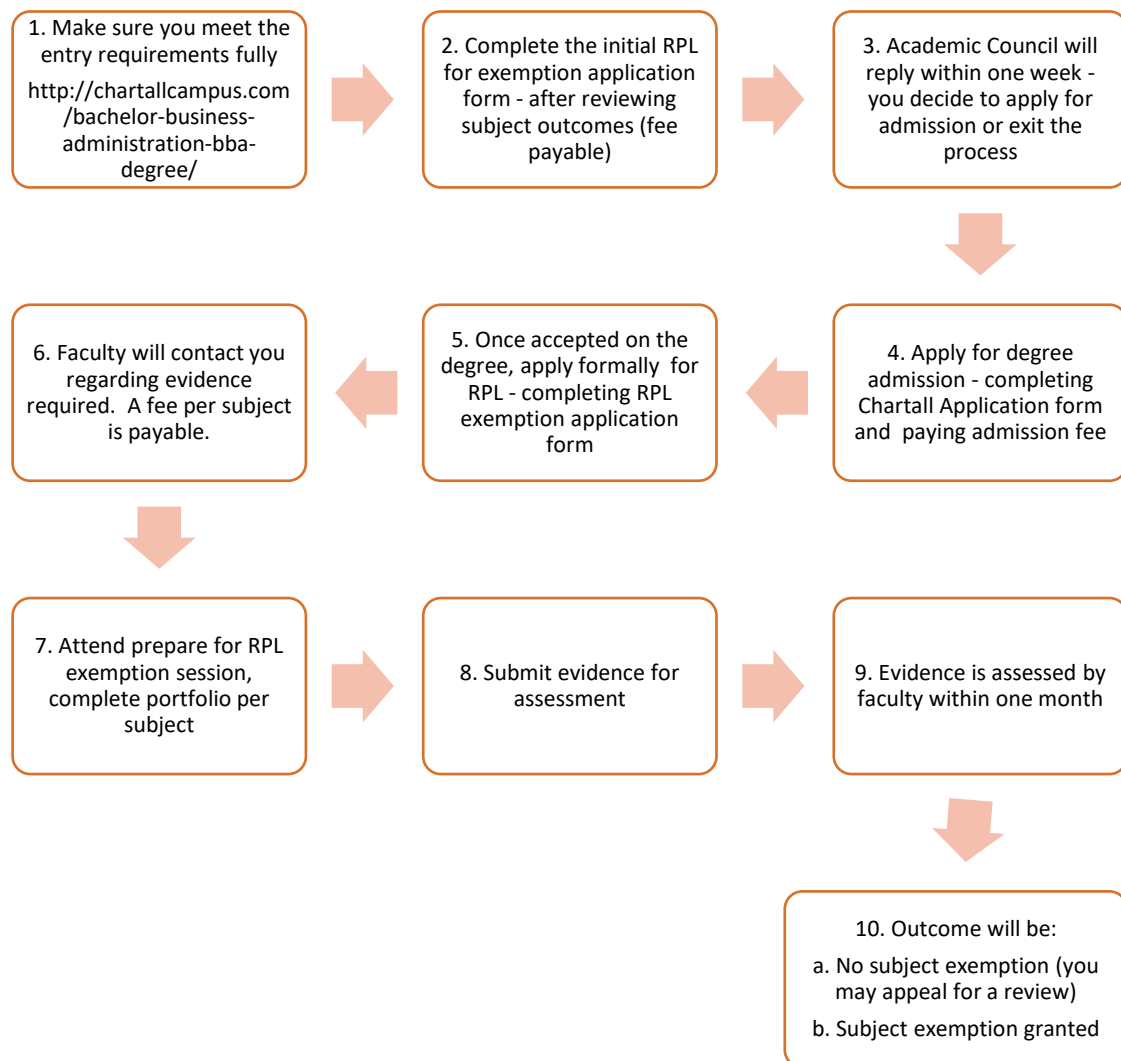 1. Make sure you meet the
entry requirements fully
http://chartallcampus.com
/bachelor-business-
administration-bba-
degree/
2. Complete the initial RPL
for exemption application
form - after reviewing
subject outcomes (fee
payable)
3. Academic Council will
reply within one week -
you decide to apply for
admission or exit the
process
4. Apply for degree
admission - completing
Chartall Application form
and  paying admission fee
5. Once accepted on the
degree, apply formally  for
RPL - completing RPL
exemption application
form
6. Faculty will contact you
regarding evidence
required.  A fee per subject
is payable.
7. Attend prepare for RPL
exemption session,
complete portfolio per
subject
8. Submit evidence for
assessment
9. Evidence is assessed by
faculty within one month
10. Outcome will be:
a. No subject exemption (you
may appeal for a review)
b. Subject exemption granted